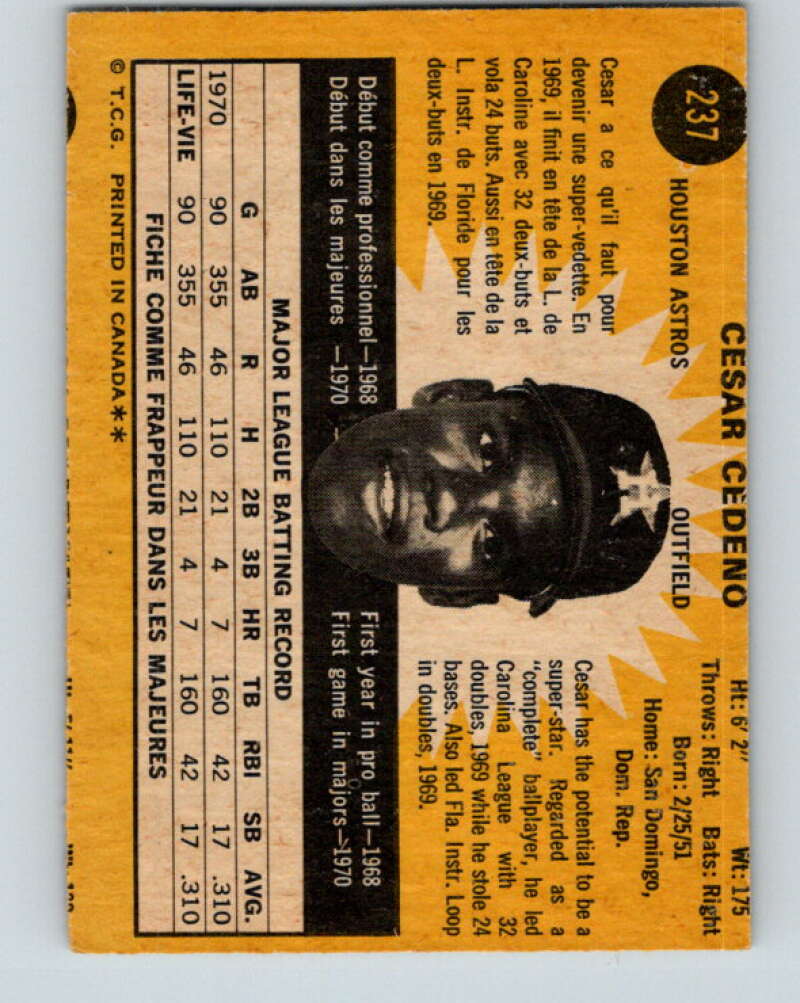 237
CESAR CEDENO
HOUSTON ASTROS
OUTFIELD
Ht: 6' 2" Wt: 175
Throws: Right Bats: Right
Born: 2/25/51
Home: San Domingo,
Dom. Rep.
Cesar a ce qu'il faut pour
devenir une super-vedette. En
1969, il finit en tête de la L. de
Caroline avec 32 deux-buts et
vola 24 buts. Aussi en tête de la
L. Instr. de Floride pour les
deux-buts en 1969.
Cesar has the potential to be a
super-star. Regarded as a
"complete" ballplayer, he led
Carolina League with 32
doubles, 1969 while he stole 24
bases. Also led Fla. Instr. Loop
in doubles, 1969.
Début comme professionnel—1968
Début dans les majeures —1970
First year in pro ball—1968
First game in majors—1970
MAJOR LEAGUE BATTING RECORD
G AB R H 2B 3B HR TB RBI SB AVG.
1970 90 355 46 110 21 4 7 160 42 17 .310
LIFE-VIE 90 355 46 110 21 4 7 160 42 17 .310
FICHE COMME FRAPPEUR DANS LES MAJEURES
© T.C.G. PRINTED IN CANADA**